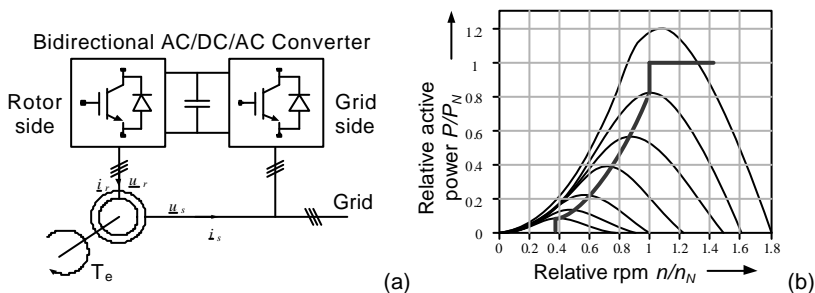 Bidirectional AC/DC/AC Converter
Rotor side
Grid side
i_r
u_r
u_s
i_s
Grid
T_e
(a)
Relative active power P/P_N
1.2
1
0.8
0.6
0.4
0.2
0
0 0.2 0.4 0.6 0.8 1 1.2 1.4 1.6 1.8
Relative rpm n/n_N
(b)